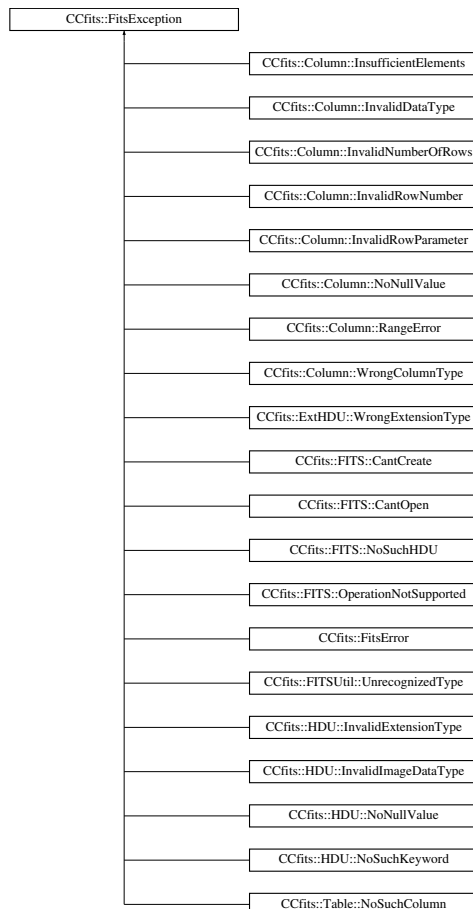 CCfits::FitsException
CCfits::Column::InsufficientElements
CCfits::Column::InvalidDataType
CCfits::Column::InvalidNumberOfRows
CCfits::Column::InvalidRowNumber
CCfits::Column::InvalidRowParameter
CCfits::Column::NoNullValue
CCfits::Column::RangeError
CCfits::Column::WrongColumnType
CCfits::ExtHDU::WrongExtensionType
CCfits::FITS::CantCreate
CCfits::FITS::CantOpen
CCfits::FITS::NoSuchHDU
CCfits::FITS::OperationNotSupported
CCfits::FitsError
CCfits::FITSUtil::UnrecognizedType
CCfits::HDU::InvalidExtensionType
CCfits::HDU::InvalidImageDataType
CCfits::HDU::NoNullValue
CCfits::HDU::NoSuchKeyword
CCfits::Table::NoSuchColumn